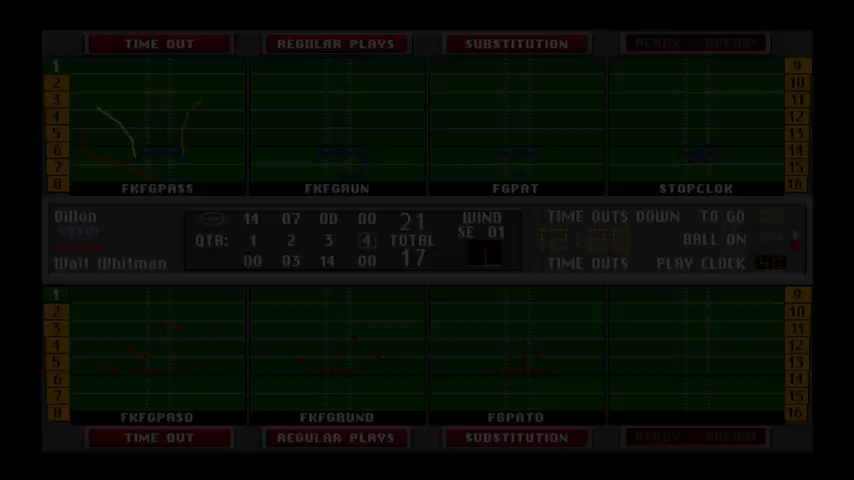 TIME OUT REGULAR PLAYS SUBSTITUTION READY BREAK!
1 9
2 10
3 11
4 12
5 13
6 14
7 15
8 16
FKFGPASS FKFGRUN FGPAT STOPCLOK
Dillon 14 07 00 00 21 WIND TIME OUTS DOWN TO GO
QTR: 1 2 3 4 TOTAL SE 01 BALL ON
Walt Whitman 00 03 14 00 17 TIME OUTS PLAY CLOCK
1 9
2 10
3 11
4 12
5 13
6 14
7 15
8 16
FKFGPASD FKFGRUND FGPATD
TIME OUT REGULAR PLAYS SUBSTITUTION READY BREAK!